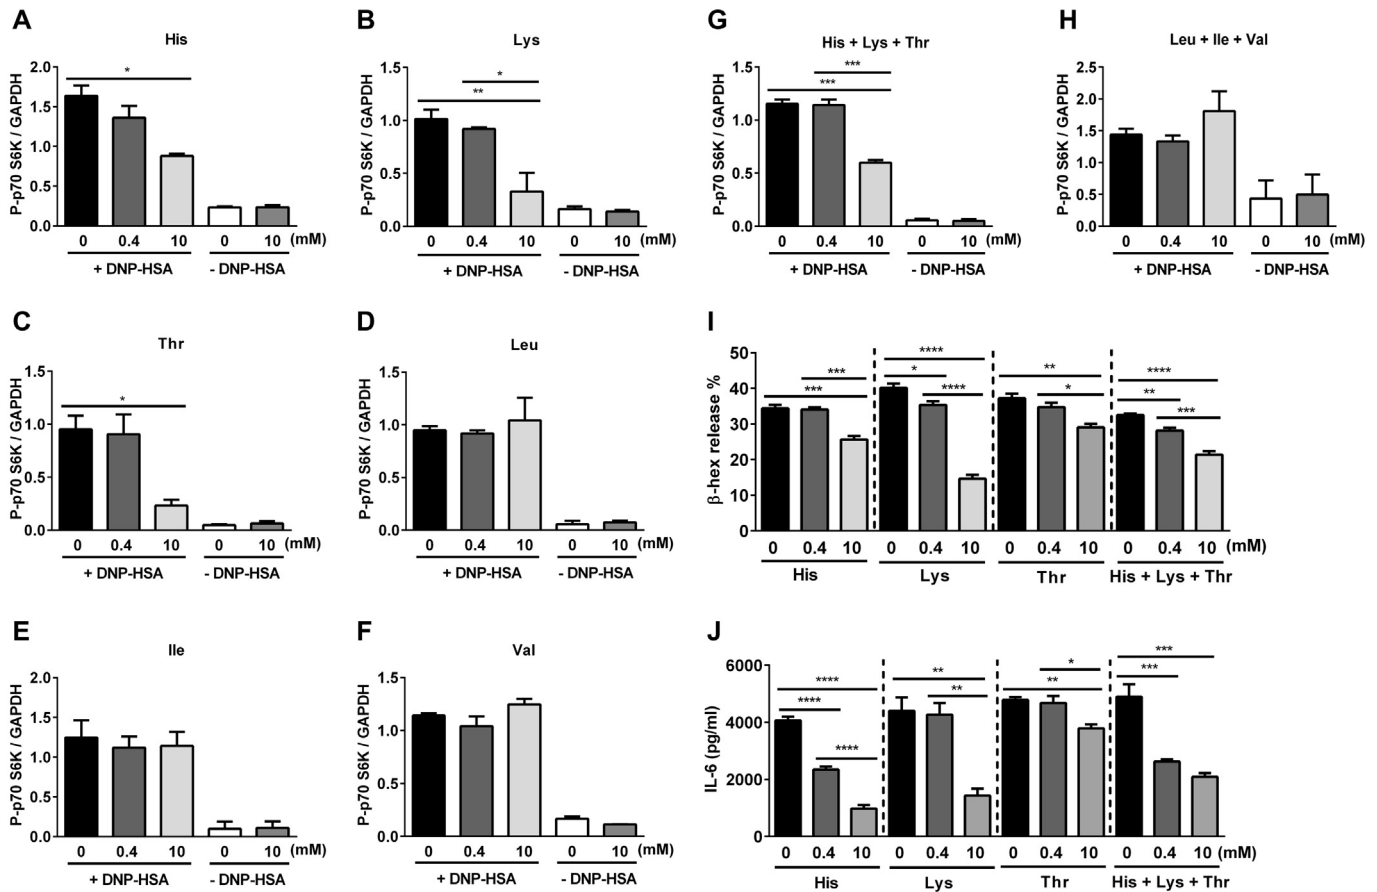 A
His
*
P-p70 S6K / GAPDH
2.0
1.5
1.0
0.5
0.0
0 0.4 10 0 10 (mM)
+ DNP-HSA - DNP-HSA
B
Lys
*
**
P-p70 S6K / GAPDH
1.5
1.0
0.5
0.0
0 0.4 10 0 10 (mM)
+ DNP-HSA - DNP-HSA
G
His + Lys + Thr
***
***
P-p70 S6K / GAPDH
1.5
1.0
0.5
0.0
0 0.4 10 0 10 (mM)
+ DNP-HSA - DNP-HSA
H
Leu + Ile + Val
P-p70 S6K / GAPDH
2.5
2.0
1.5
1.0
0.5
0.0
0 0.4 10 0 10 (mM)
+ DNP-HSA - DNP-HSA
C
Thr
*
P-p70 S6K / GAPDH
1.5
1.0
0.5
0.0
0 0.4 10 0 10 (mM)
+ DNP-HSA - DNP-HSA
D
Leu
P-p70 S6K / GAPDH
1.5
1.0
0.5
0.0
0 0.4 10 0 10 (mM)
+ DNP-HSA - DNP-HSA
I
β-hex release %
50
40
30
20
10
0
*** 
***
****
* ****
**
*
****
**
***
0 0.4 10 0 0.4 10 0 0.4 10 0 0.4 10 (mM)
His Lys Thr His + Lys + Thr
E
Ile
P-p70 S6K / GAPDH
2.0
1.5
1.0
0.5
0.0
0 0.4 10 0 10 (mM)
+ DNP-HSA - DNP-HSA
F
Val
P-p70 S6K / GAPDH
1.5
1.0
0.5
0.0
0 0.4 10 0 10 (mM)
+ DNP-HSA - DNP-HSA
J
IL-6 (pg/ml)
6000
4000
2000
0
****
****
****
**
**
*
**
***
***
0 0.4 10 0 0.4 10 0 0.4 10 0 0.4 10 (mM)
His Lys Thr His + Lys + Thr